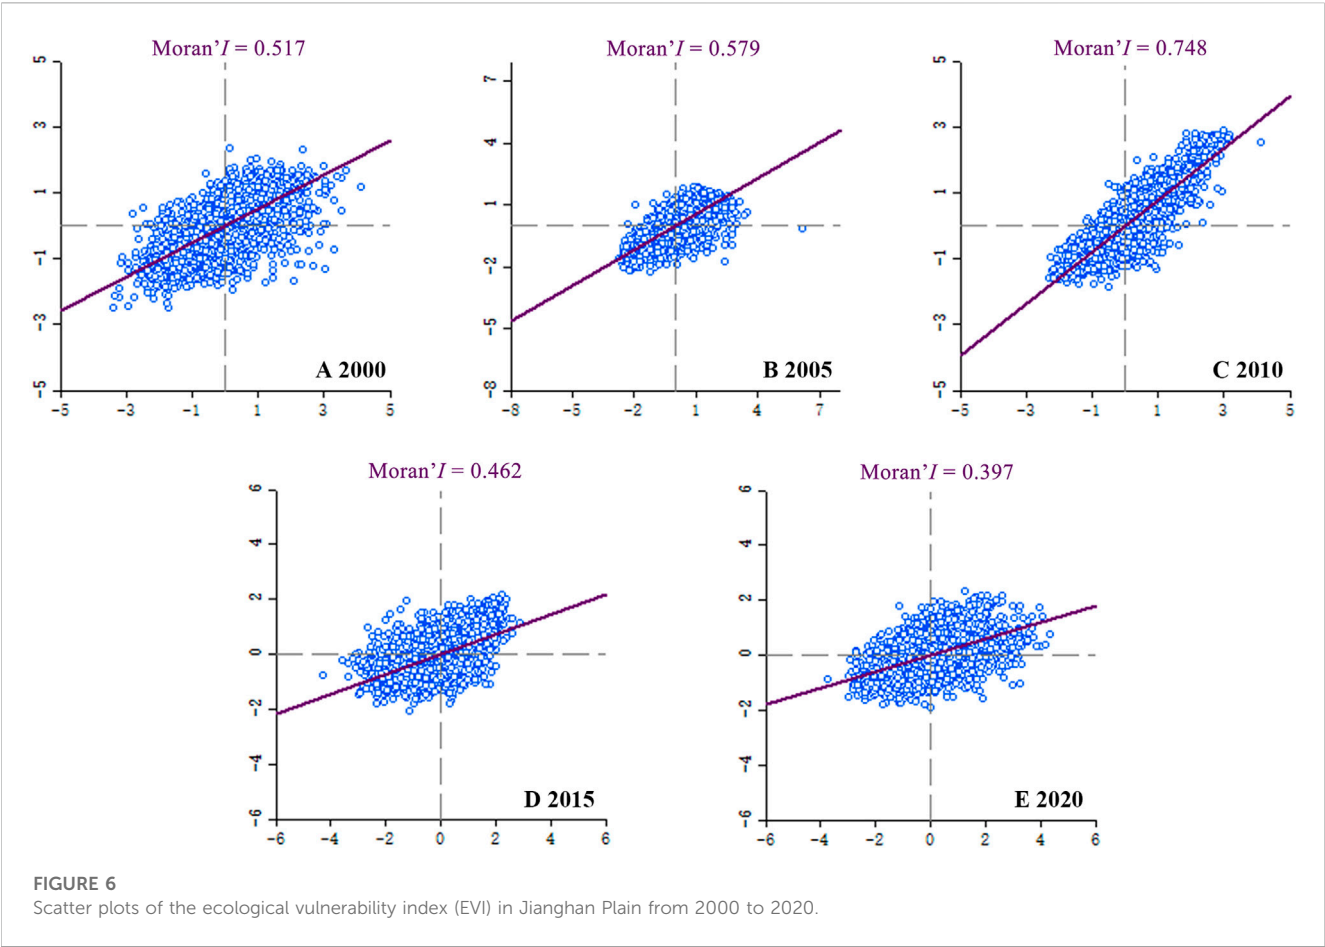 Moran'I = 0.517
5
3
1
-1
-3
-5
-5 -3 -1 1 3 5
A 2000
Moran'I = 0.579
7
4
1
-2
-5
-8
-8 -5 -2 1 4 7
B 2005
Moran'I = 0.748
5
3
1
-1
-3
-5
-5 -3 -1 1 3 5
C 2010
Moran'I = 0.462
6
4
2
0
-2
-4
-6
-6 -4 -2 0 2 4 6
D 2015
Moran'I = 0.397
6
4
2
0
-2
-4
-6
-6 -4 -2 0 2 4 6
E 2020
FIGURE 6
Scatter plots of the ecological vulnerability index (EVI) in Jianghan Plain from 2000 to 2020.